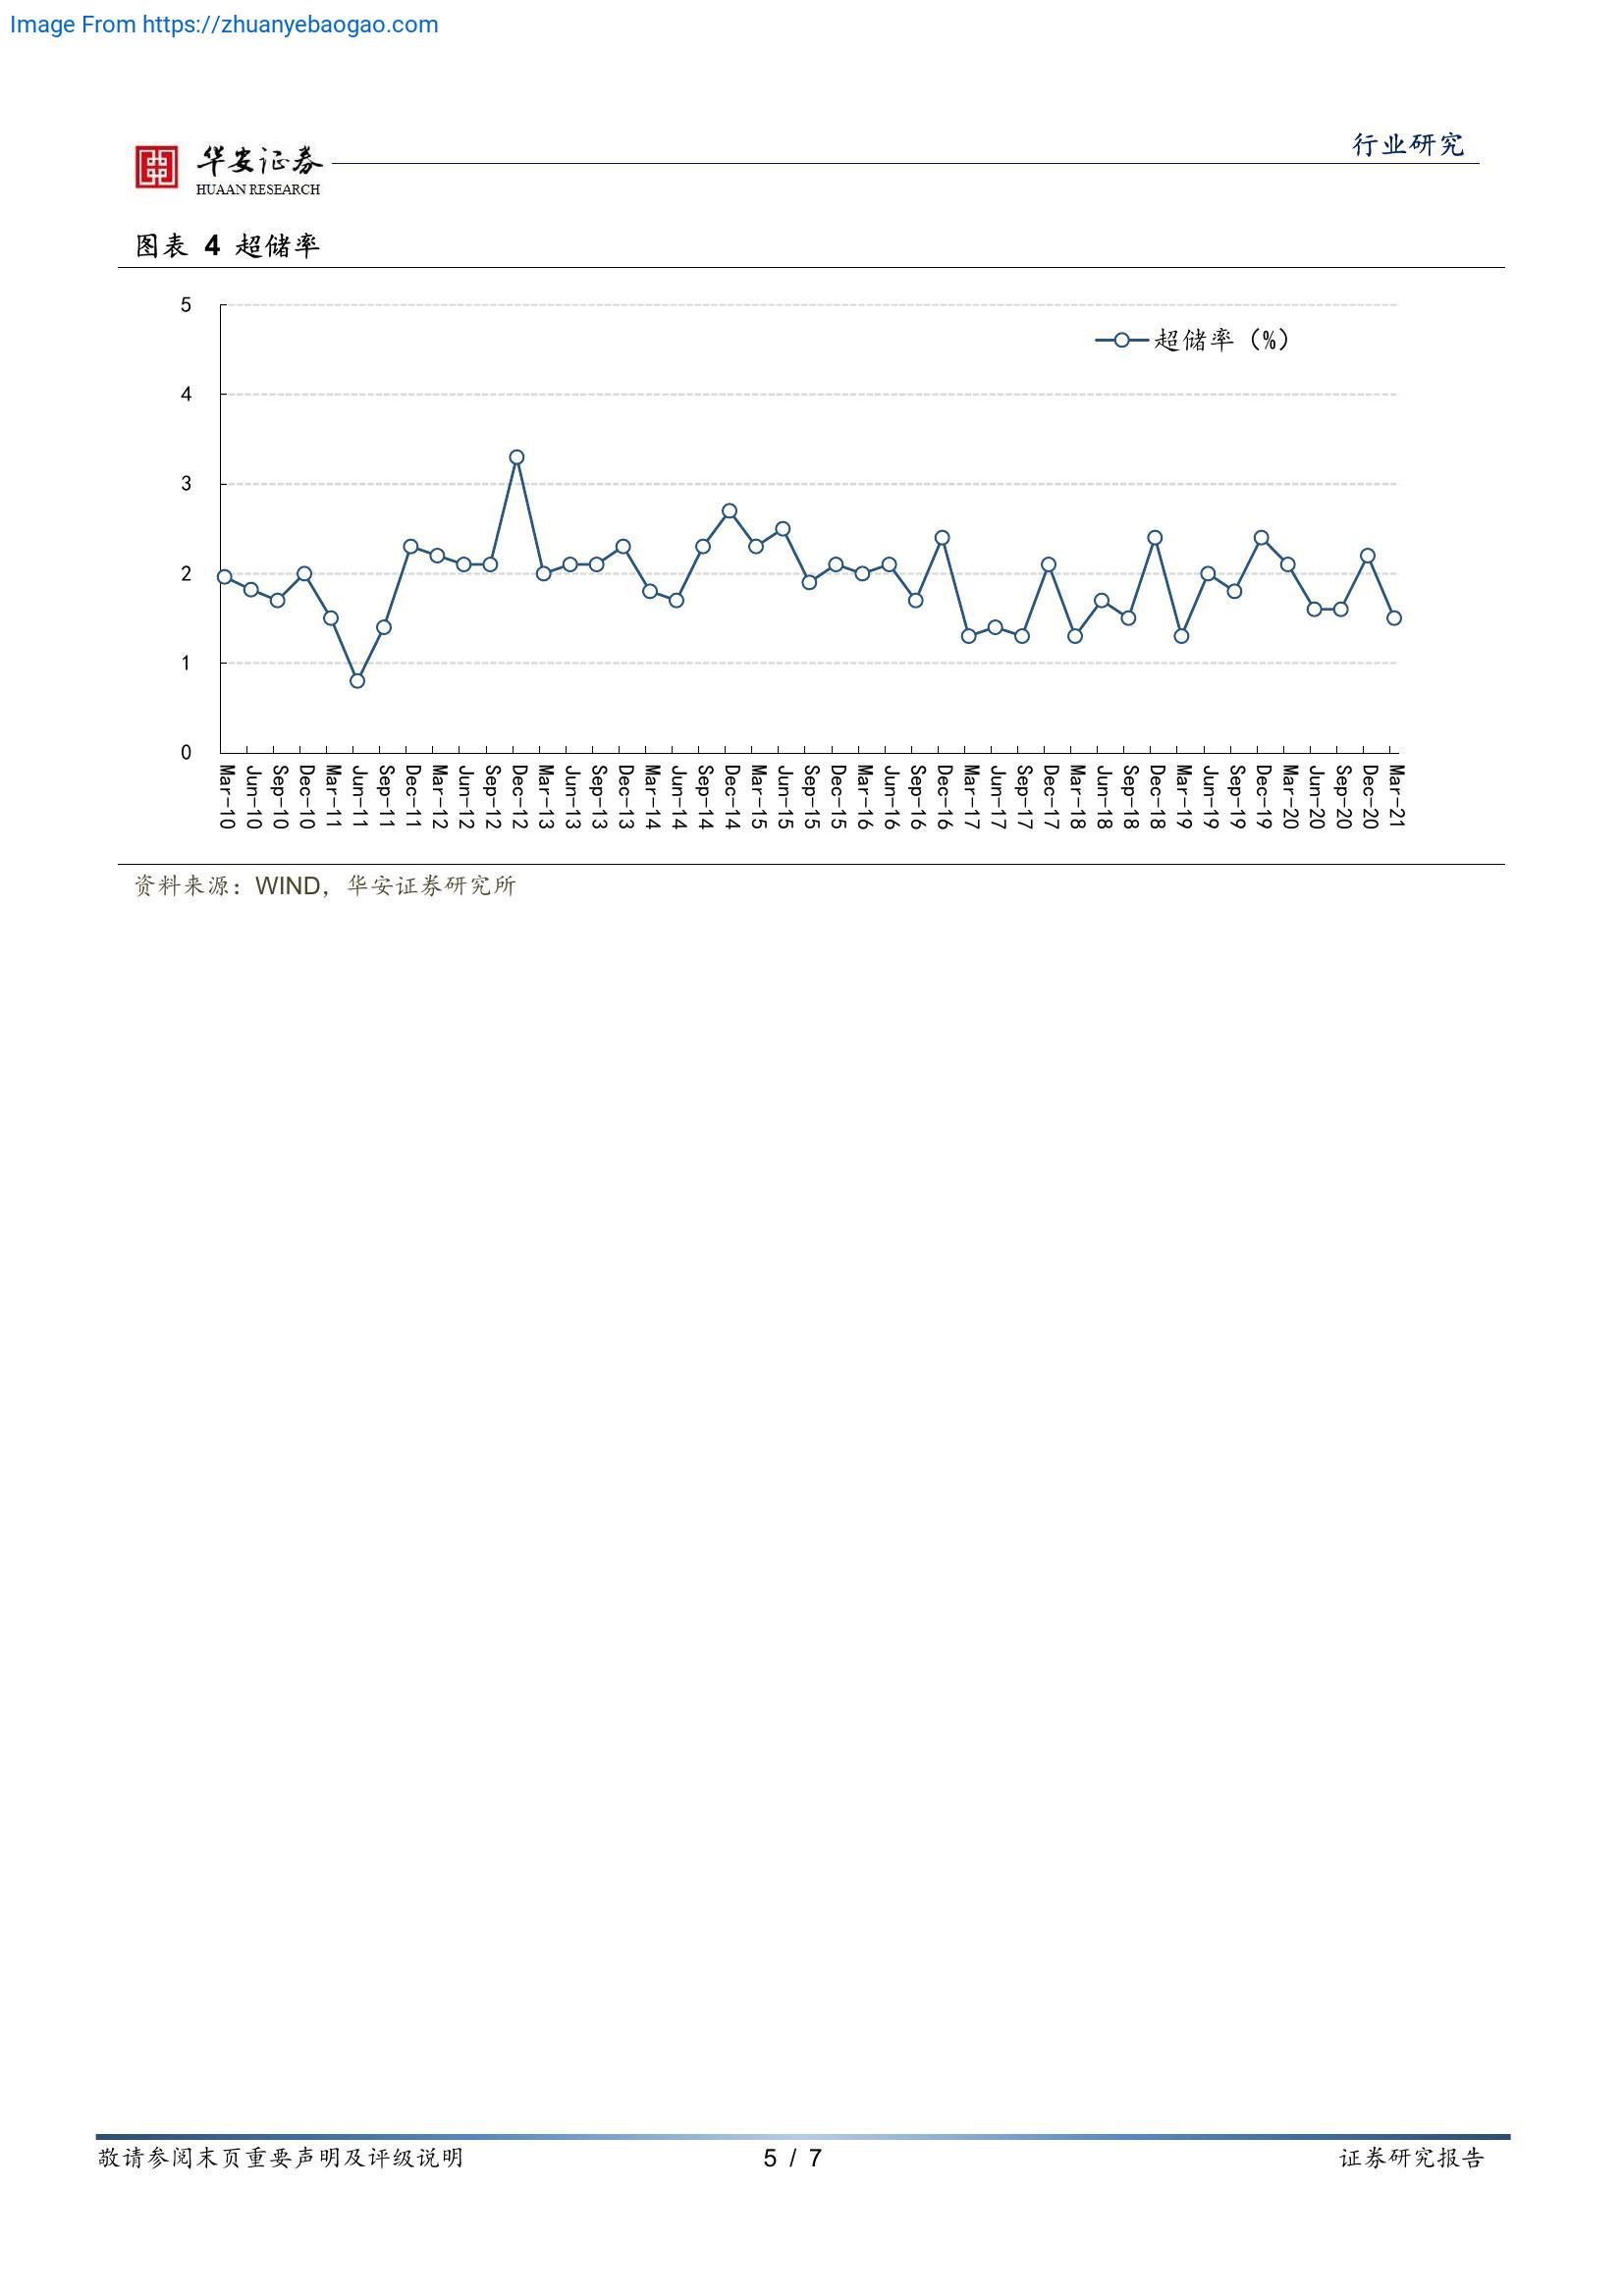 Image From https://zhuanyebaogao.com
行业研究
华安证券
HUAAN RESEARCH
图表 4 超储率
5
超储率（%）
4
3
2
1
0
Mar-10 Jun-10 Sep-10 Dec-10 Mar-11 Jun-11 Sep-11 Dec-11 Mar-12 Jun-12 Sep-12 Dec-12 Mar-13 Jun-13 Sep-13 Dec-13 Mar-14 Jun-14 Sep-14 Dec-14 Mar-15 Jun-15 Sep-15 Dec-15 Mar-16 Jun-16 Sep-16 Dec-16 Mar-17 Jun-17 Sep-17 Dec-17 Mar-18 Jun-18 Sep-18 Dec-18 Mar-19 Jun-19 Sep-19 Dec-19 Mar-20 Jun-20 Sep-20 Dec-20 Mar-21
资料来源：WIND，华安证券研究所
敬请参阅末页重要声明及评级说明 5 / 7 证券研究报告